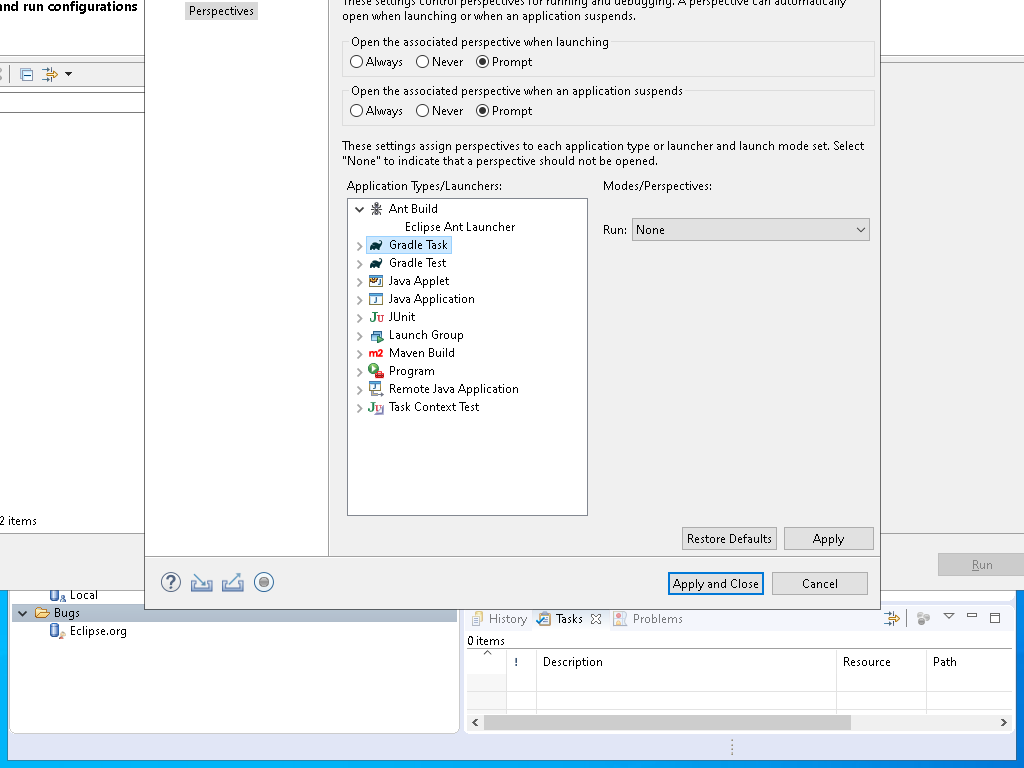 and run configurations
Perspectives
These settings control perspectives for running and debugging. A perspective can automatically
open when launching or when an application suspends.
Open the associated perspective when launching
Always Never Prompt
Open the associated perspective when an application suspends
Always Never Prompt
These settings assign perspectives to each application type or launcher and launch mode set. Select
"None" to indicate that a perspective should not be opened.
Application Types/Launchers:
Modes/Perspectives:
Ant Build
Eclipse Ant Launcher
Gradle Task
Gradle Test
Java Applet
Java Application
JUnit
Launch Group
Maven Build
Program
Remote Java Application
Task Context Test
Run: None
2 items
Restore Defaults Apply
Apply and Close Cancel
Run
Local
Bugs
Eclipse.org
History Tasks Problems
0 items
! Description Resource Path